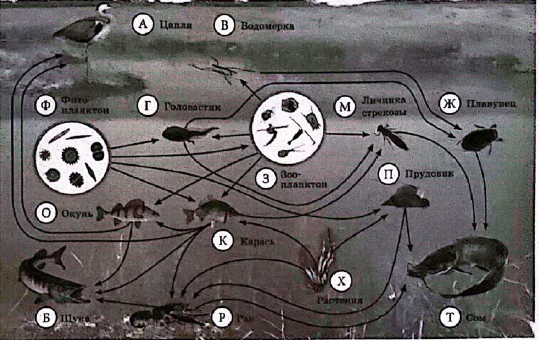 А Цапли
В Водомерка
Ф Фито-
планктон
Г Головастик
М Личинка
стрекозы
Ж Плавунец
З Зоо-
планктон
П Прудовик
О Окунь
К Карась
Х
Растения
Б Щука
Р Рак
Т Сом